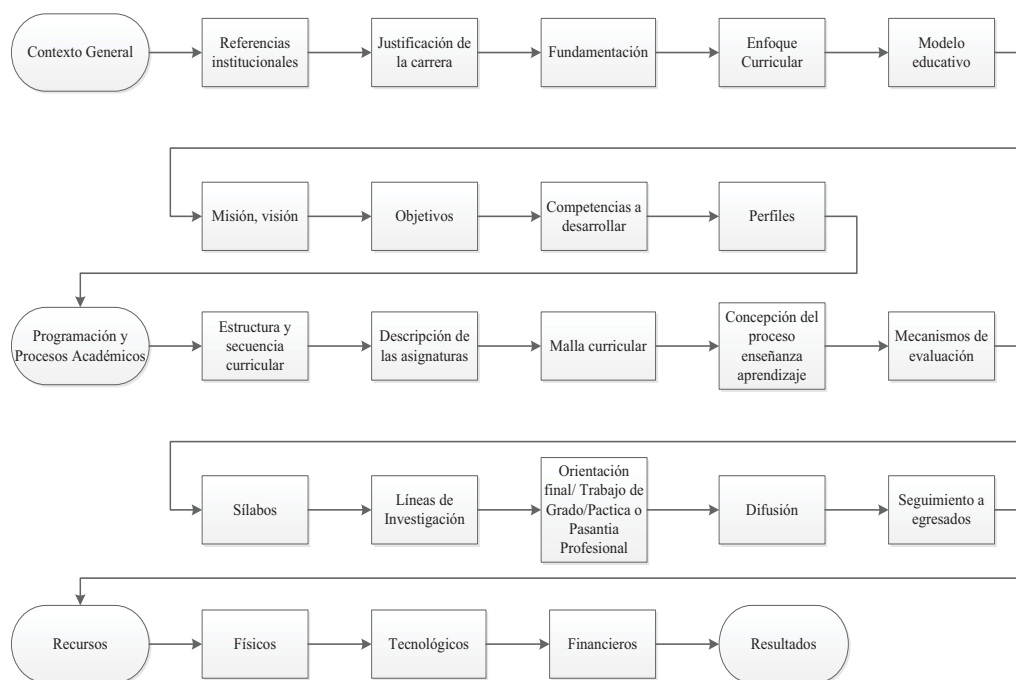 Contexto General
Referencias
institucionales
Justificación de
la carrera
Fundamentación
Enfoque
Curricular
Modelo
educativo
Misión, visión
Objetivos
Competencias a
desarrollar
Perfiles
Programación y
Procesos Académicos
Estructura y
secuencia
curricular
Descripción de
las asignaturas
Malla curricular
Concepción del
proceso
enseñanza
aprendizaje
Mecanismos de
evaluación
Sílabos
Líneas de
Investigación
Orientación
final/ Trabajo de
Grado/Pactica o
Pasantia
Profesional
Difusión
Seguimiento a
egresados
Recursos
Físicos
Tecnológicos
Financieros
Resultados